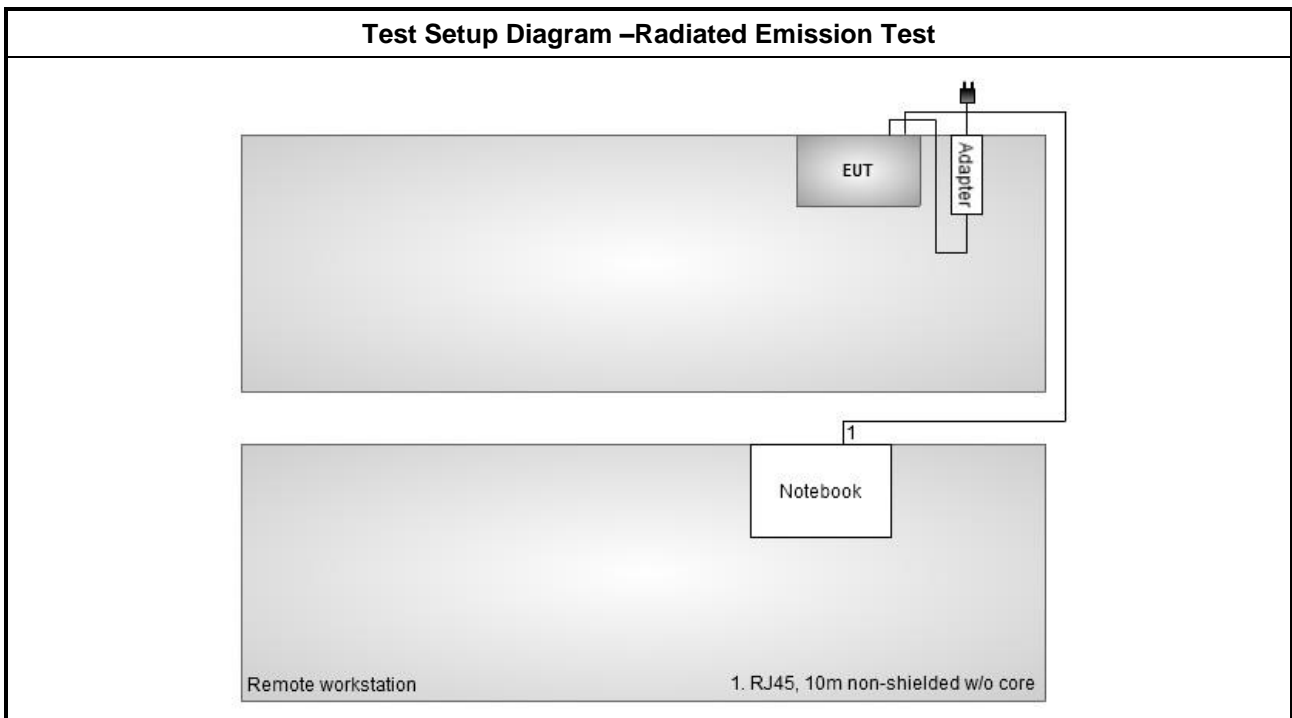 Test Setup Diagram –Radiated Emission Test
EUT
Adapter
1
Notebook
Remote workstation
1. RJ45, 10m non-shielded w/o core